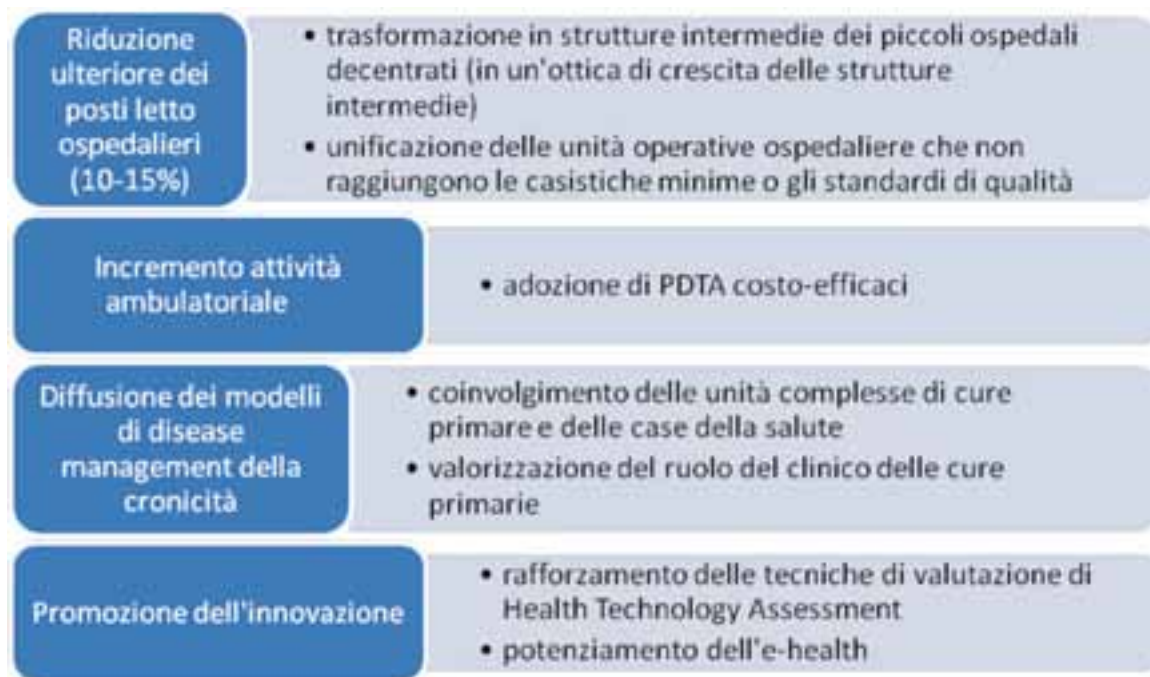 Riduzione
ulteriore dei
posti letto
ospedalieri
(10-15%)
• trasformazione in strutture intermedie dei piccoli ospedali
decentrati (in un'ottica di crescita delle strutture
intermedie)
• unificazione delle unità operative ospedaliere che non
raggiungono le casistiche minime o gli standard di qualità
Incremento attività
ambulatoriale
• adozione di PDTA costo-efficaci
Diffusione dei modelli
di disease
management della
cronicità
• coinvolgimento delle unità complesse di cure
primare e delle case della salute
• valorizzazione del ruolo del clinico delle cure
primarie
Promozione dell'innovazione
• rafforzamento delle tecniche di valutazione di
Health Technology Assessment
• potenziamento dell'e-health